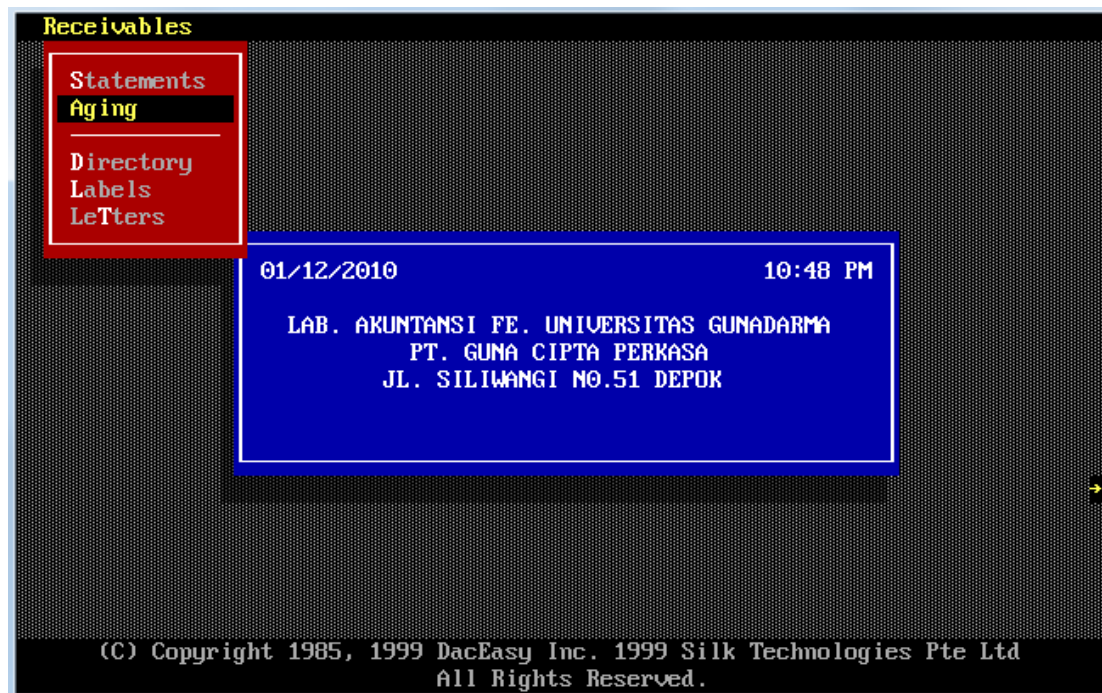 Receivables
Statements
Aging
Directory
Labels
LeTters
01/12/2010 10:48 PM
LAB. AKUNTANSI FE. UNIVERSITAS GUNADARMA
PT. GUNA CIPTA PERKASA
JL. SILIWANGI NO.51 DEPOK
(C) Copyright 1985, 1999 DacEasy Inc. 1999 Silk Technologies Pte Ltd
All Rights Reserved.